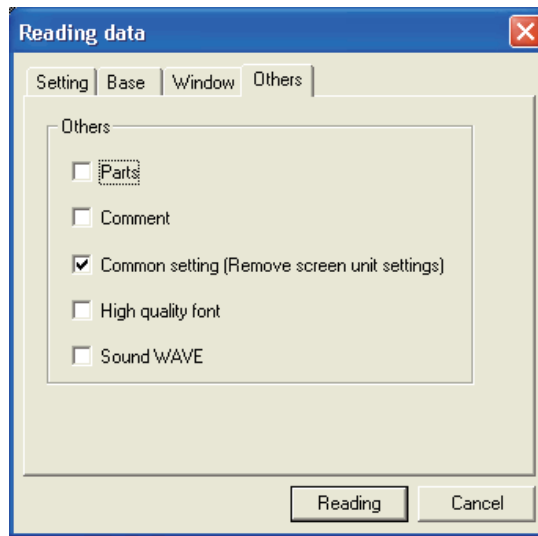 Reading data
Setting Base Window Others
Others
Parts
Comment
Common setting (Remove screen unit settings)
High quality font
Sound WAVE
Reading Cancel